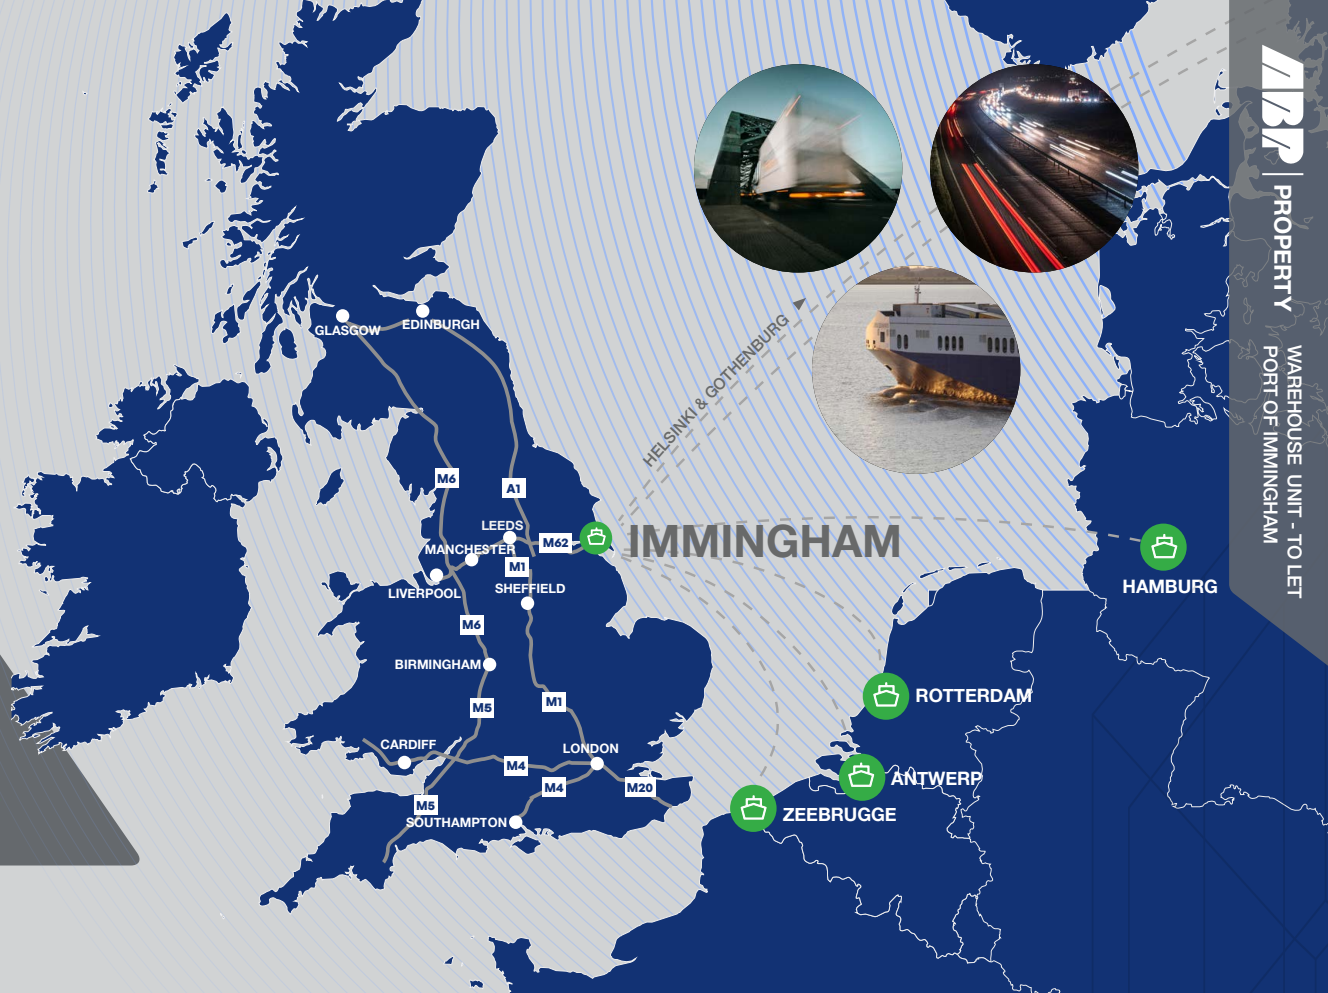 ABP
PROPERTY
WAREHOUSE UNIT - TO LET
PORT OF IMMINGHAM
HELSINKI & GOTHENBURG
GLASGOW
EDINBURGH
M6
A1
LEEDS
M62
IMMINGHAM
MANCHESTER
M1
LIVERPOOL
SHEFFIELD
HAMBURG
M6
BIRMINGHAM
ROTTERDAM
M5
M1
CARDIFF
LONDON
M4
ANTWERP
M4
M20
M5
SOUTHAMPTON
ZEEBRUGGE